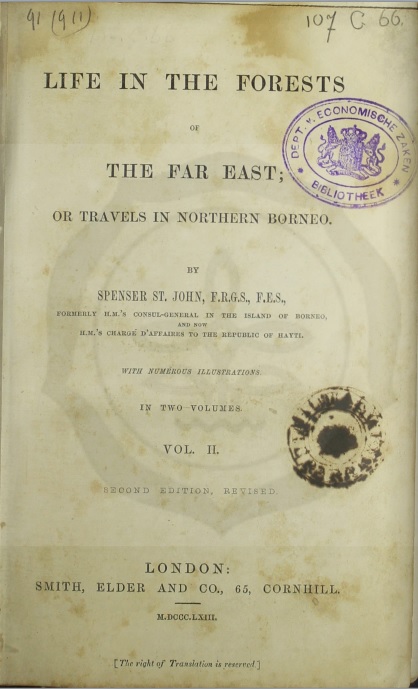 91 (911)
107 C 66.
LIFE IN THE FORESTS
OF
THE FAR EAST;
DEPT. V. ECONOMISCHE ZAKEN
BIBLIOTHEEK
OR TRAVELS IN NORTHERN BORNEO.
BY
SPENSER ST. JOHN, F.R.G.S., F.E.S.,
FORMERLY H.M.'S CONSUL-GENERAL IN THE ISLAND OF BORNEO,
AND NOW
H.M.'S CHARGÉ D'AFFAIRES TO THE REPUBLIC OF HAYTI.
WITH NUMEROUS ILLUSTRATIONS.
IN TWO VOLUMES.
VOL. II.
SECOND EDITION, REVISED.
LONDON:
SMITH, ELDER AND CO., 65, CORNHILL.
M.DCCC.LXIII.
[The right of Translation is reserved.]